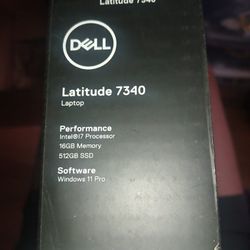 Latitude 7340
DELL
Latitude 7340
Laptop
Performance
Intel®i7 Processor
16GB Memory
512GB SSD
Software
Windows 11 Pro